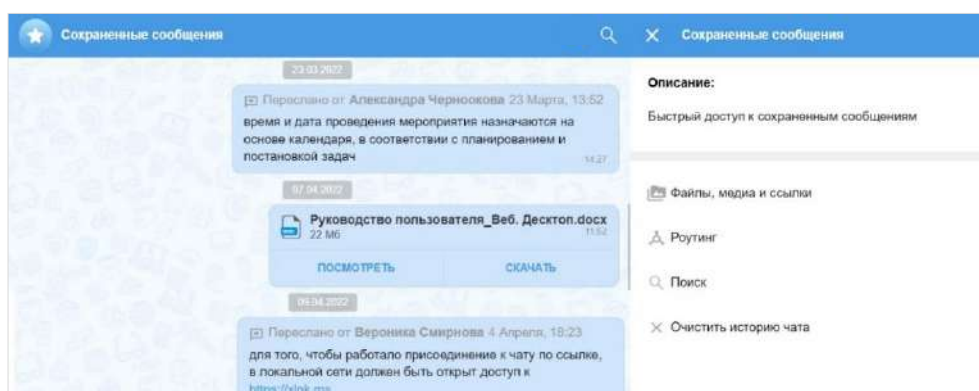 Сохраненные сообщения
23.03.2022
Переслано от Александра Черноокова 23 Марта, 13:52
время и дата проведения мероприятия назначаются на
основе календаря, в соответствии с планированием и
постановкой задач
14:27
07.04.2022
Руководство пользователя_Веб. Десктоп.docx
22 Мб
11:52
ПОСМОТРЕТЬ СКАЧАТЬ
09.04.2022
Переслано от Вероника Смирнова 4 Апреля, 18:23
для того, чтобы работало присоединение к чату по ссылке,
в локальной сети должен быть открыт доступ к
https://xlnk.ms
Сохраненные сообщения
Описание:
Быстрый доступ к сохраненным сообщениям
Файлы, медиа и ссылки
Роутинг
Поиск
Очистить историю чата